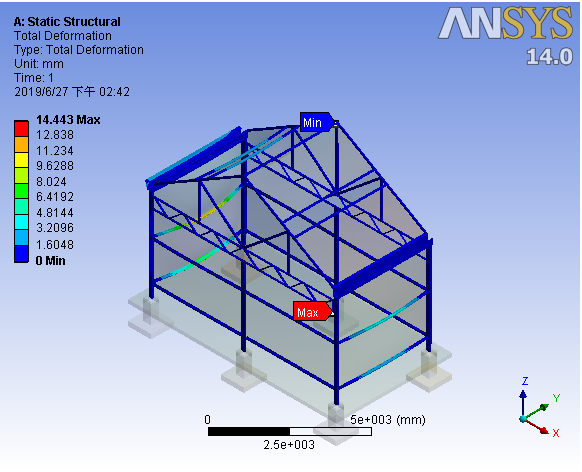 A: Static Structural
Total Deformation
Type: Total Deformation
Unit: mm
Time: 1
2019/6/27 下午 02:42
ANSYS
14.0
14.443 Max
12.838
11.234
9.6288
8.024
6.4192
4.8144
3.2096
1.6048
0 Min
Min
Max
0
5e+003 (mm)
2.5e+003
Z
Y
X